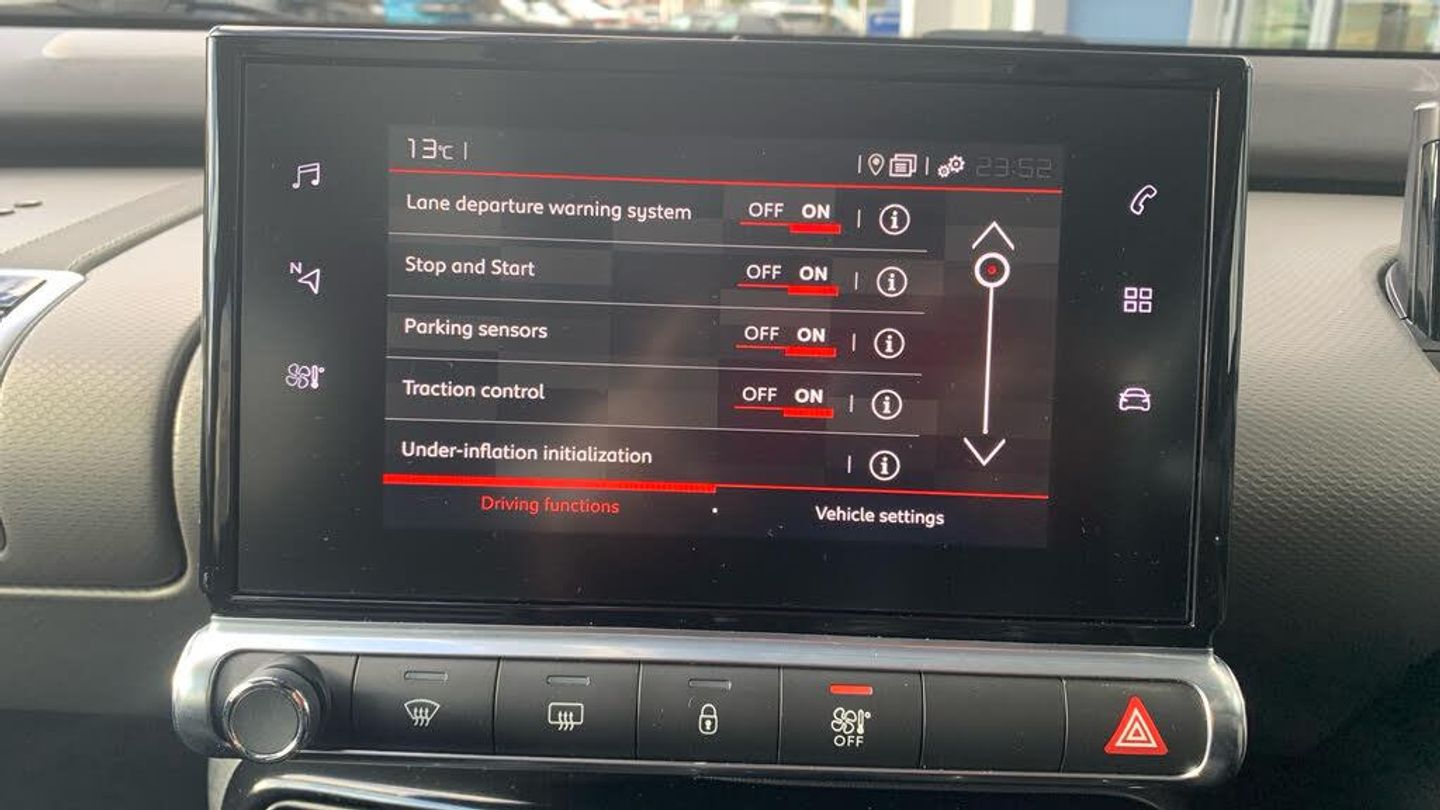 13°C
23:52
Lane departure warning system OFF ON i
Stop and Start OFF ON i
Parking sensors OFF ON i
Traction control OFF ON i
Under-inflation initialization i
Driving functions Vehicle settings
N
OFF